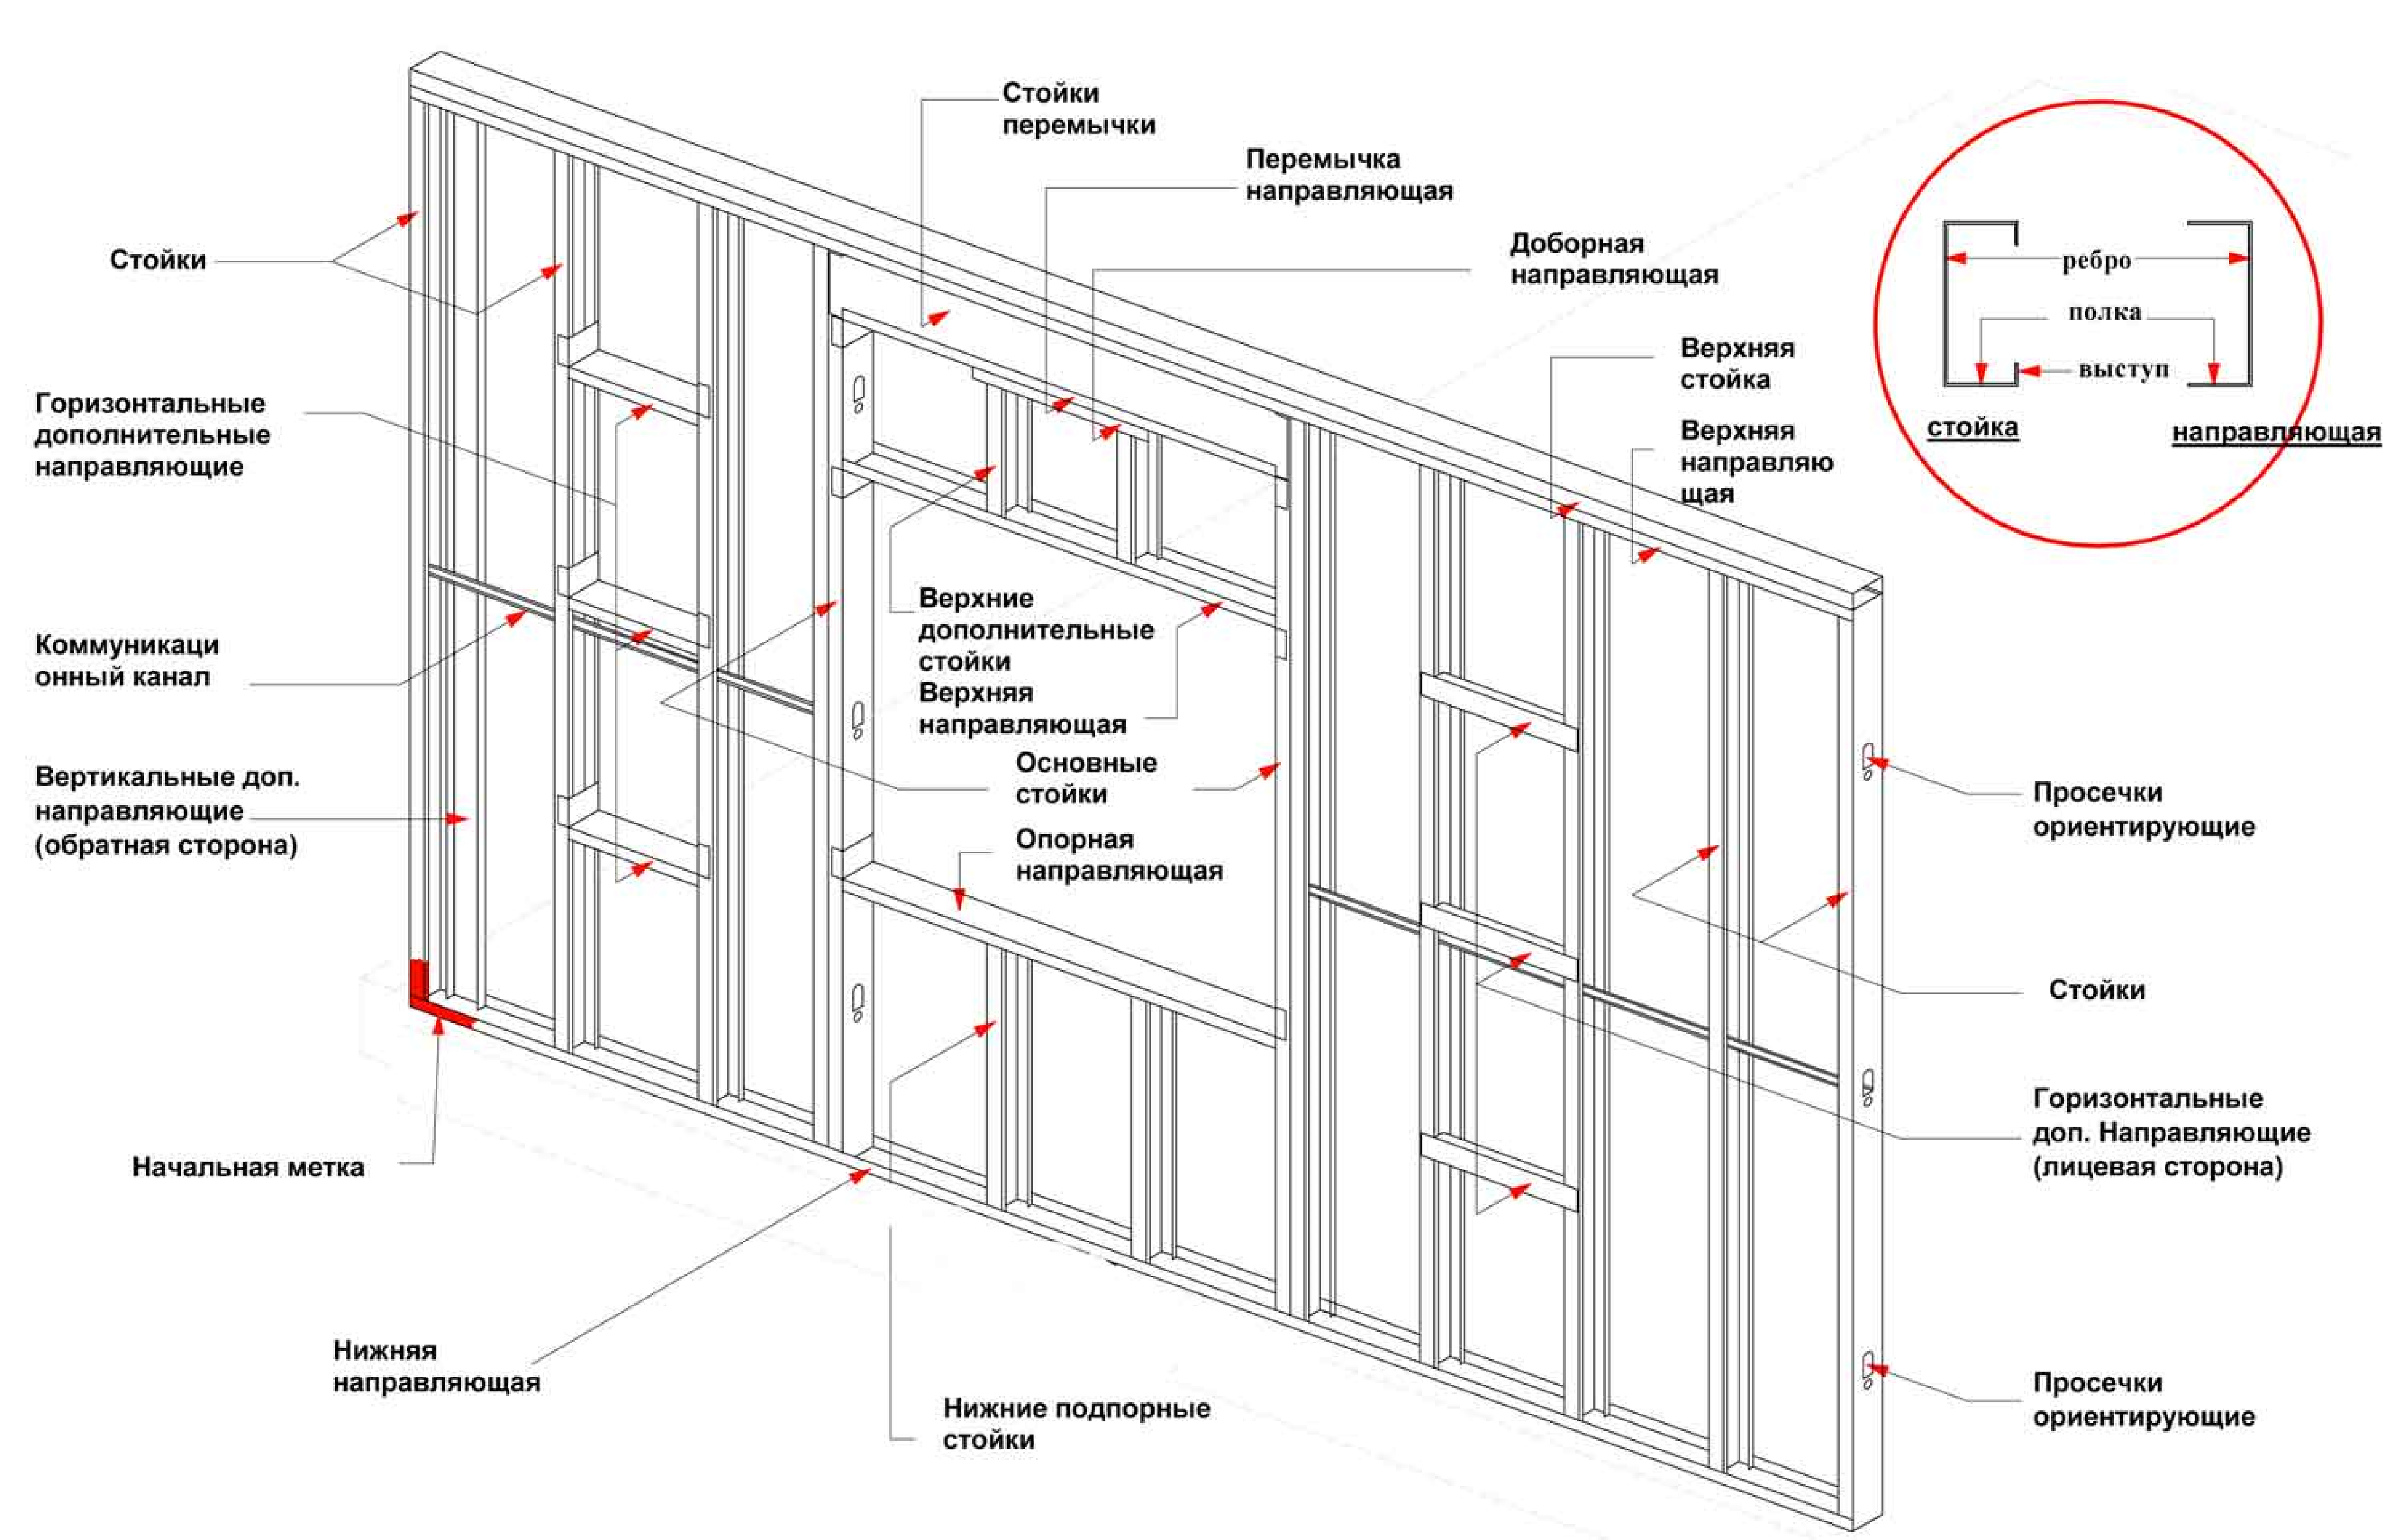 Стойки
перемычки
Перемычка
направляющая
Доборная
направляющая
Верхняя
стойка
Верхняя
направляю
щая
ребро
полка
выступ
стойка
направляющая
Стойки
Горизонтальные
дополнительные
направляющие
Коммуникаци
онный канал
Вертикальные доп.
направляющие
(обратная сторона)
Начальная метка
Верхние
дополнительные
стойки
Верхняя
направляющая
Основные
стойки
Опорная
направляющая
Просечки
ориентирующие
Стойки
Горизонтальные
доп. Направляющие
(лицевая сторона)
Просечки
ориентирующие
Нижняя
направляющая
Нижние подпорные
стойки